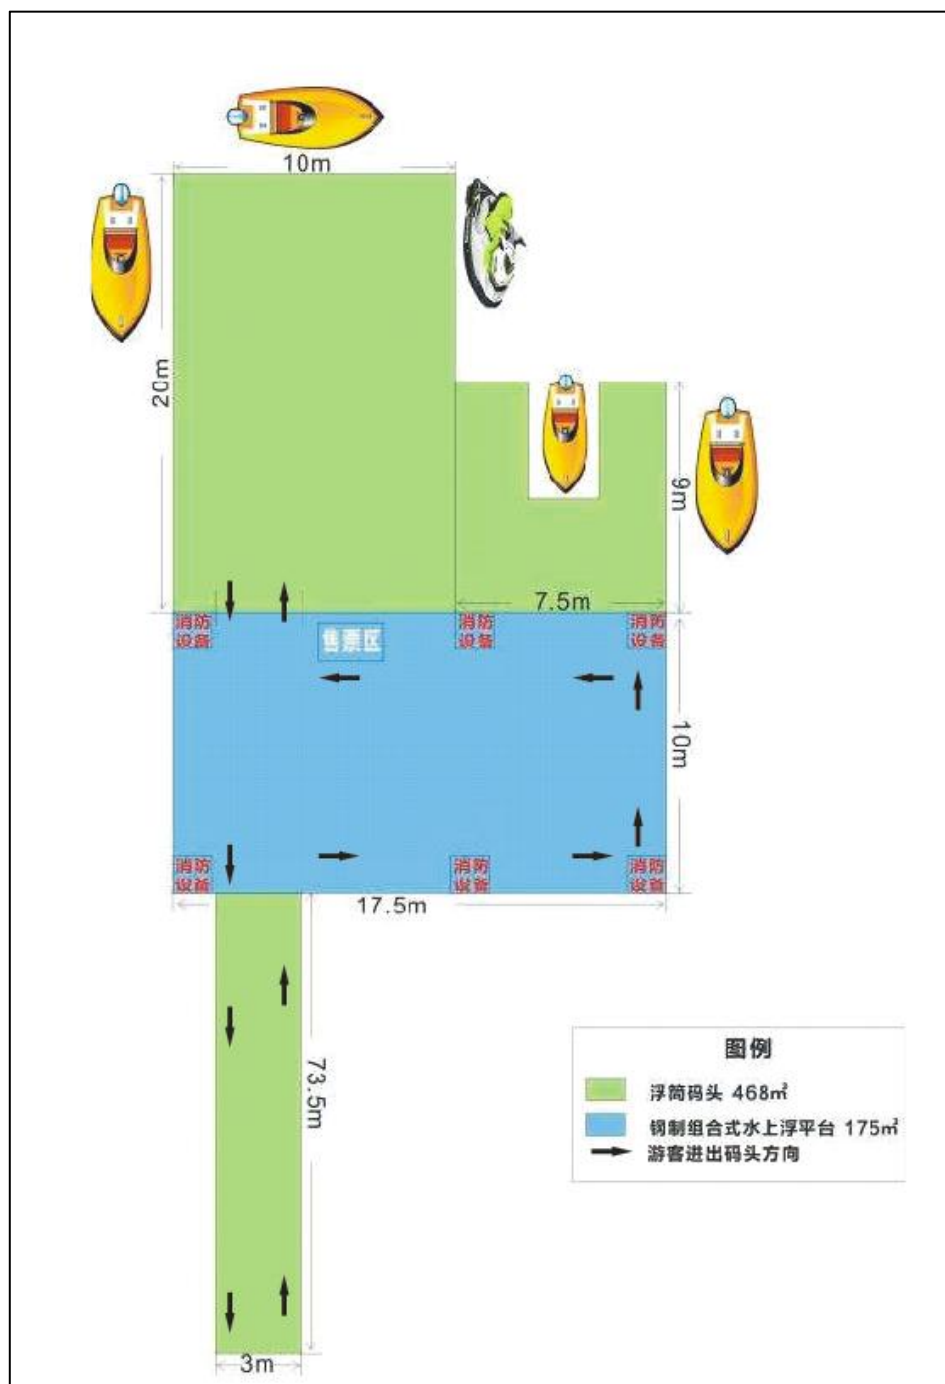 10m
20m
9m
7.5m
消防 消防 消防
设备 设备 设备
售票区
10m
消防 消防 消防
设备 设备 设备
17.5m
73.5m
图例
浮筒码头 468㎡
钢制组合式水上浮平台 175㎡
游客进出码头方向
3m